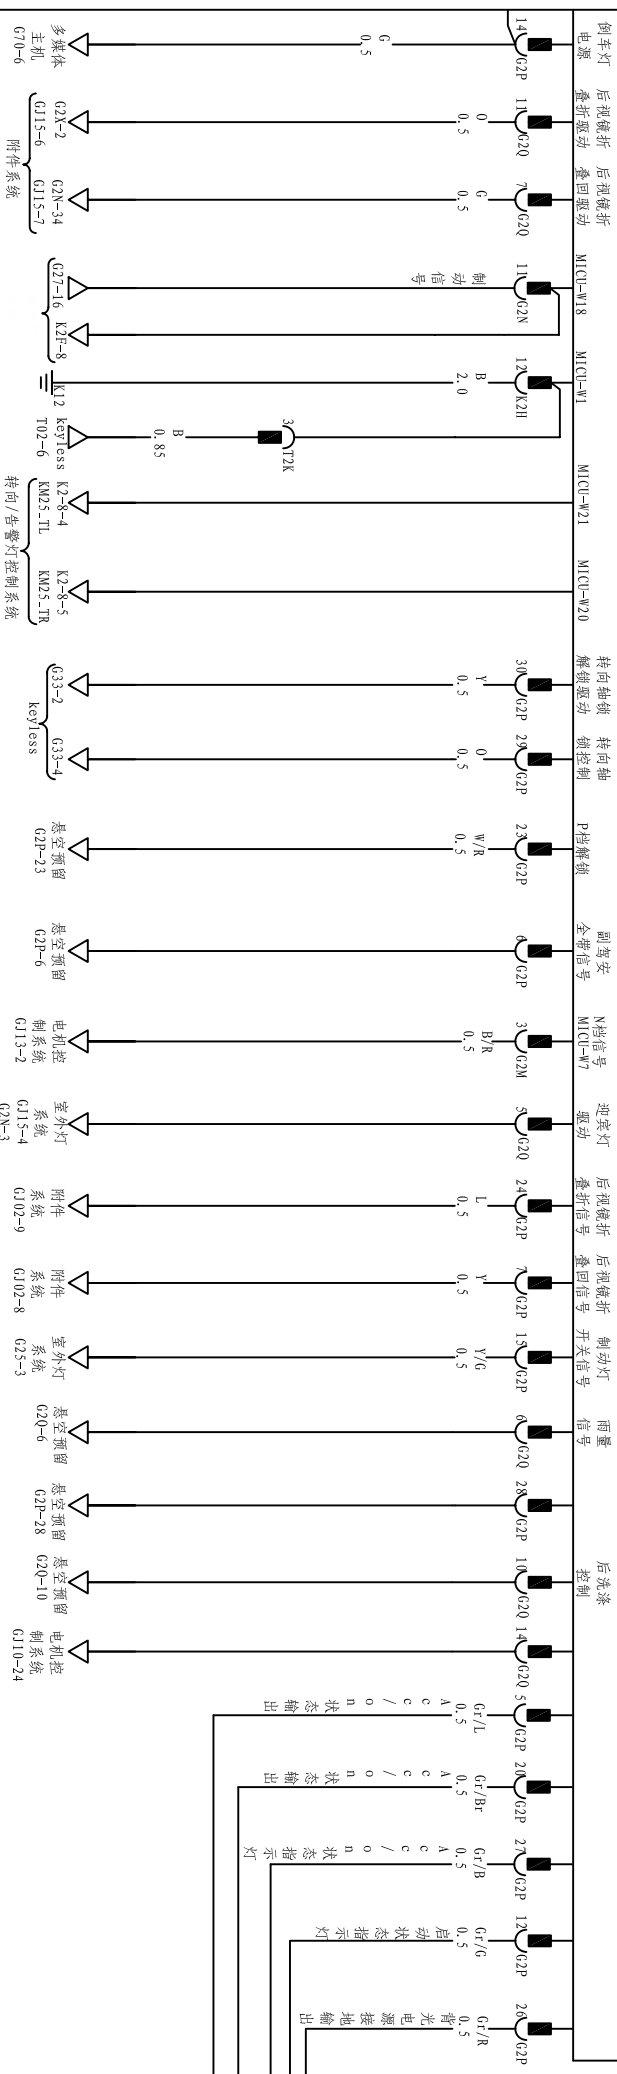 倒车灯
电源
14
G2P
G
0.5
多媒体
主机
G70-6
后视镜折
叠折驱动
11
G2Q
O
0.5
G2X-2
GJ15-6
后视镜折
叠回驱动
7
G2Q
G
0.5
G2N-34
GJ15-7
附件系统
MICU-W18
11
G2N
制动信号
G27-16
K2F-8
MICU-W1
12
K2H
B
2.0
K12
3
T2K
B
0.85
keyless
T02-6
MICU-W21
K2-8-4
KM25_TL
MICU-W20
K2-8-5
KM25_TR
转向/告警灯控制系统
转向轴锁
解锁驱动
30
G2P
Y
0.5
G33-2
转向轴
锁控制
29
G2P
O
0.5
G33-4
keyless
P档解锁
23
G2P
W/R
0.5
悬空预留
G2P-23
副驾安
全带信号
6
G2P
悬空预留
G2P-6
N档信号
MICU-W7
3
G2M
B/R
0.5
电机控
制系统
GJ13-2
迎宾灯
驱动
5
G2Q
室外灯
系统
GJ15-4
G2N-3
后视镜折
叠折信号
24
G2P
L
0.5
附件
系统
GJ02-9
后视镜折
叠回信号
7
G2P
Y
0.5
附件
系统
GJ02-8
制动灯
开关信号
15
G2P
Y/G
0.5
室外灯
系统
G25-3
雨量
信号
6
G2Q
悬空预留
G2Q-6
28
G2P
悬空预留
G2P-28
后洗涤
控制
10
G2Q
悬空预留
G2Q-10
14
G2Q
电机控
制系统
GJ10-24
5
G2P
Gr/L
0.5
Acc/on状态输出
20
G2P
Gr/Br
0.5
Acc/on状态输出
27
G2P
Gr/B
0.5
Acc/on状态指示灯
12
G2P
Gr/G
0.5
启动状态指示灯
26
G2P
Gr/R
0.5
背光电源接地输出